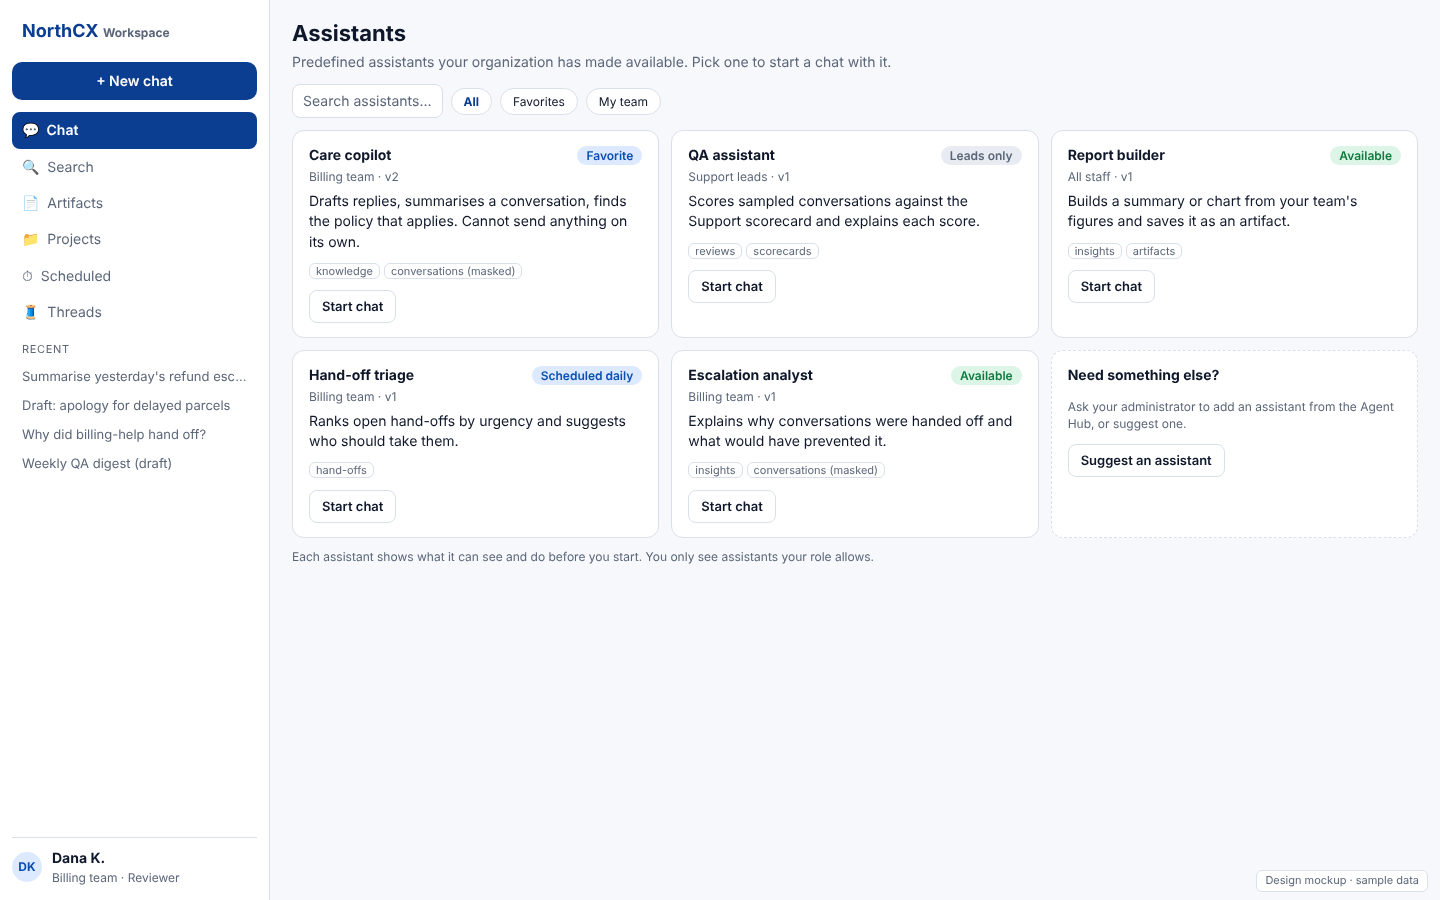 NorthCX Workspace
+ New chat
Chat
Search
Artifacts
Projects
Scheduled
Threads
RECENT
Summarise yesterday's refund esc...
Draft: apology for delayed parcels
Why did billing-help hand off?
Weekly QA digest (draft)
Dana K.
DK
Billing team · Reviewer
Assistants
Predefined assistants your organization has made available. Pick one to start a chat with it.
Search assistants...
All
Favorites
My team
Care copilot
Favorite
Billing team · v2
Drafts replies, summarises a conversation, finds
the policy that applies. Cannot send anything on
its own.
knowledge
conversations (masked)
Start chat
QA assistant
Leads only
Support leads · v1
Scores sampled conversations against the
Support scorecard and explains each score.
reviews
scorecards
Start chat
Report builder
Available
All staff · v1
Builds a summary or chart from your team's
figures and saves it as an artifact.
insights
artifacts
Start chat
Hand-off triage
Scheduled daily
Billing team · v1
Ranks open hand-offs by urgency and suggests
who should take them.
hand-offs
Start chat
Escalation analyst
Available
Billing team · v1
Explains why conversations were handed off and
what would have prevented it.
insights
conversations (masked)
Start chat
Need something else?
Ask your administrator to add an assistant from the Agent
Hub, or suggest one.
Suggest an assistant
Each assistant shows what it can see and do before you start. You only see assistants your role allows.
Design mockup · sample data